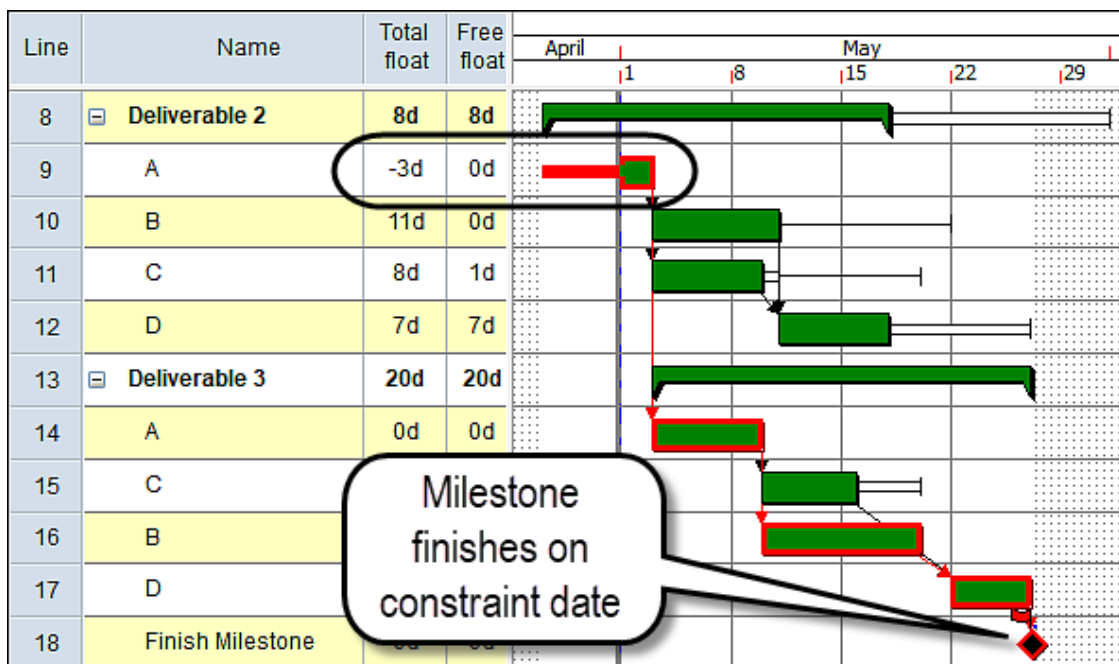 Line Name Total float Free float April May
1 8 15 22 29
8 Deliverable 2 8d 8d
9 A -3d 0d
10 B 11d 0d
11 C 8d 1d
12 D 7d 7d
13 Deliverable 3 20d 20d
14 A 0d 0d
15 C
16 B
17 D
18 Finish Milestone
Milestone
finishes on
constraint date